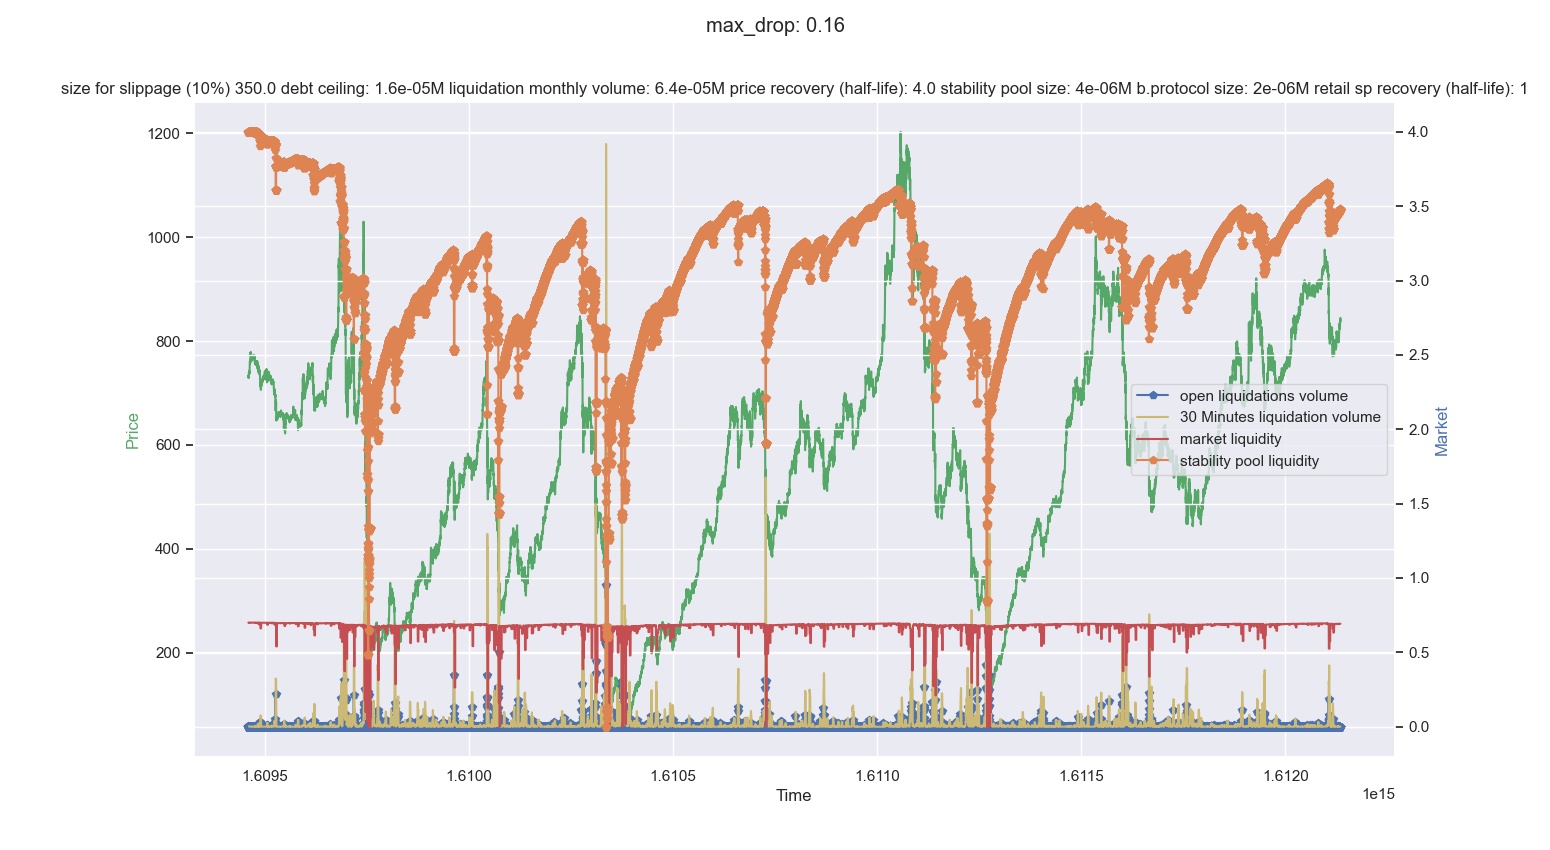 max_drop: 0.16
size for slippage (10%) 350.0 debt ceiling: 1.6e-05M liquidation monthly volume: 6.4e-05M price recovery (half-life): 4.0 stability pool size: 4e-06M b.protocol size: 2e-06M retail sp recovery (half-life): 1
1200
1000
800
600
400
200
Price
4.0
3.5
3.0
2.5
2.0
1.5
1.0
0.5
0.0
Market
open liquidations volume
30 Minutes liquidation volume
market liquidity
stability pool liquidity
1.6095
1.6100
1.6105
1.6110
1.6115
1.6120
Time
1e15